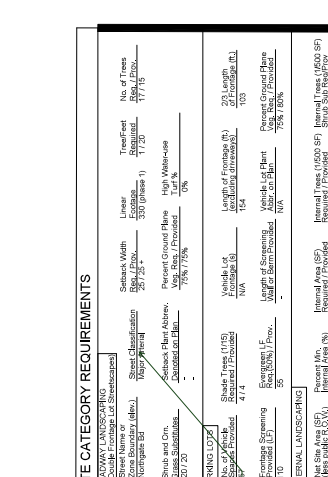 TE CATEGORY REQUIREMENTS
ADWAY LANDSCAPING
Double Frontage Lot Streetscapes)
Street Name or
Zone Boundary (elev.)
Northgate Bd
Street Classification
Major Arterial
Setback Width
Req. / Prov.
25 / 25 +
Linear
Footage
330 (phase 1)
Tree/Feet
Required
1 / 20
No. of Trees
Req. / Prov.
17 / 15
Shrub and Orn.
Grass Substitutes
20 / 20
Setback Plant Abbrev.
Denoted on Plan
-
-
Percent Ground Plane
Veg. Req. / Provided
75% / 75%
High Water-use
Turf %
0%
RKING LOTS
No. of Vehicle
Spaces Provided
57
Shade Trees (1/15)
Required / Provided
4 / 4
Vehicle Lot
Frontage (s)
N/A
Length of Frontage (ft.)
(excluding driveways)
154
2/3 Length
of Frontage (ft.)
103
Frontage Screening
Provided (LF)
10
Evergreen LF
Req.(50%) / Prov.
55
Length of Screening
Wall or Berm Provided
-
Vehicle Lot Plant
Abbr. on Plan
N/A
Percent Ground Plane
Veg. Req. / Provided
75% / 80%
ERNAL LANDSCAPING
Net Site Area (SF)
(less public R.O.W.)
Percent Min.
Internal Area (%)
Internal Area (SF)
Required / Provided
Internal Trees (1/500 SF)
Required / Provided
Internal Trees (1/500 SF)
Shrub Sub Req/Prov